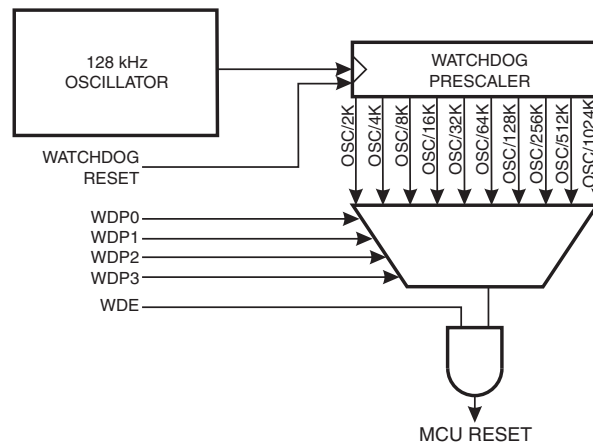 128 kHz
OSCILLATOR
WATCHDOG
PRESCALER
OSC/2K
OSC/4K
OSC/8K
OSC/16K
OSC/32K
OSC/64K
OSC/128K
OSC/256K
OSC/512K
OSC/1024K
WATCHDOG
RESET
WDP0
WDP1
WDP2
WDP3
WDE
MCU RESET